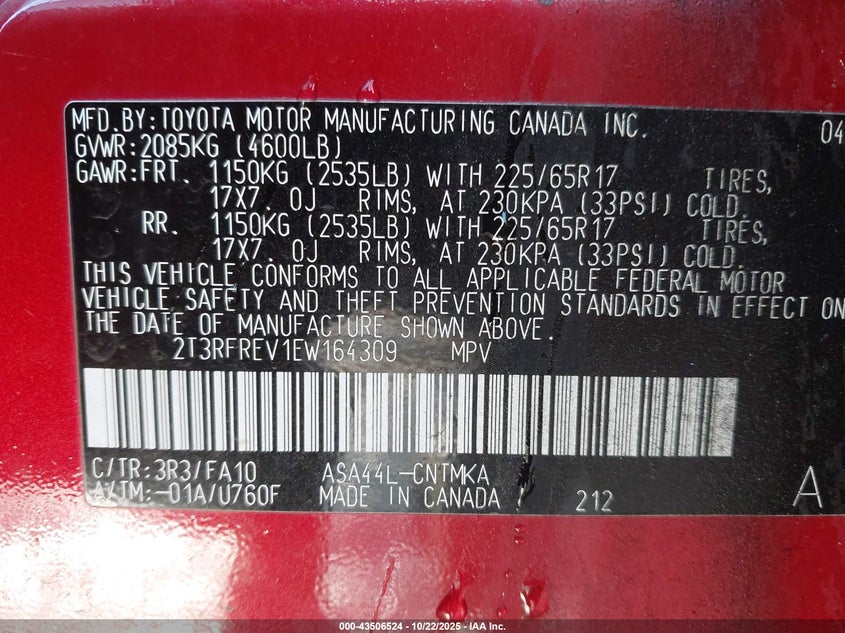 MFD.BY:TOYOTA MOTOR MANUFACTURING CANADA INC. 04
GVWR:2085KG (4600LB)
GAWR:FRT. 1150KG (2535LB) WITH 225/65R17 TIRES,
17X7.0J RIMS, AT 230KPA (33PSI) COLD.
RR. 1150KG (2535LB) WITH 225/65R17 TIRES,
17X7.0J RIMS, AT 230KPA (33PSI) COLD.
THIS VEHICLE CONFORMS TO ALL APPLICABLE FEDERAL MOTOR
VEHICLE SAFETY AND THEFT PREVENTION STANDARDS IN EFFECT ON
THE DATE OF MANUFACTURE SHOWN ABOVE.
2T3RFREV1EW164309 MPV
C/TR:3R3/FA10 ASA44L-CNTMKA
A/TM:-01A/U760F MADE IN CANADA 212 A
000-43506524 - 10/22/2025 - IAA Inc.